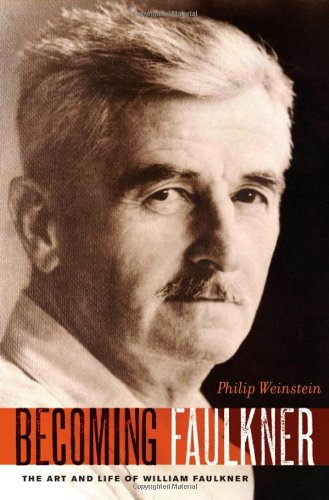 Philip Weinstein
BECOMING FAULKNER
THE ART AND LIFE OF WILLIAM FAULKNER